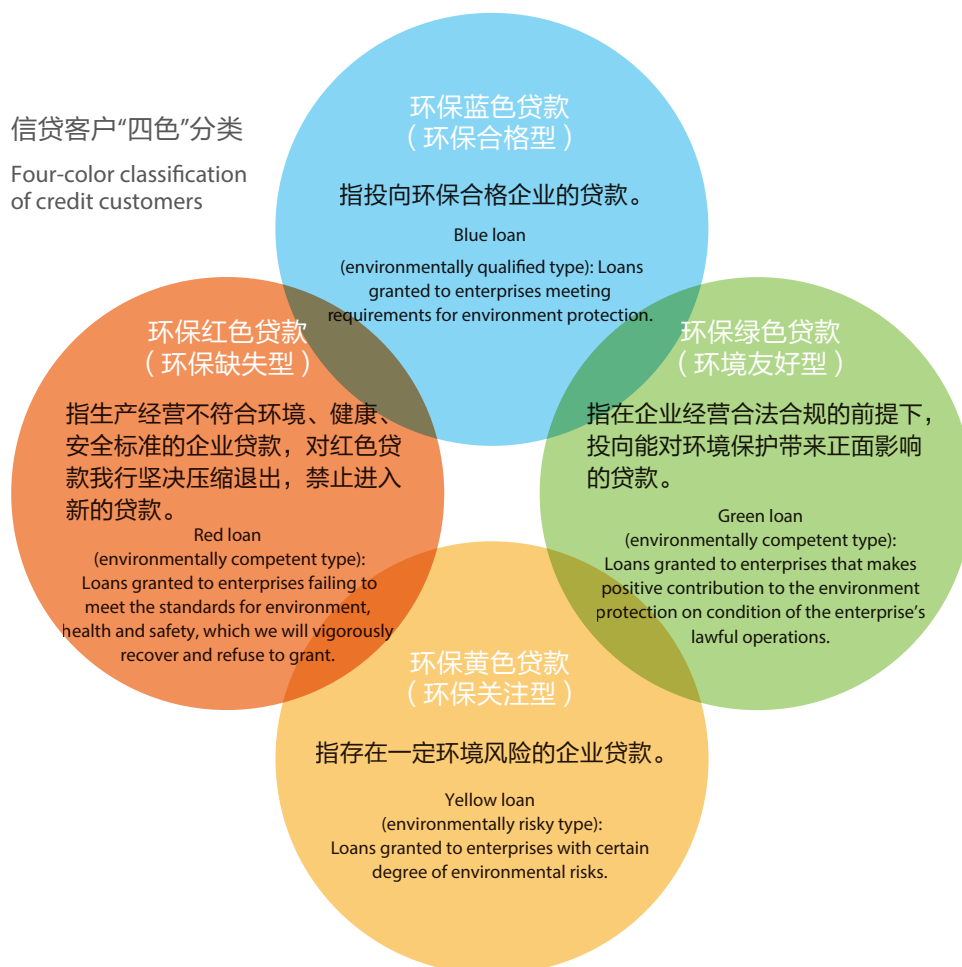 信贷客户“四色”分类
Four-color classification
of credit customers
环保蓝色贷款
（环保合格型）
指投向环保合格企业的贷款。
Blue loan
(environmentally qualified type): Loans
granted to enterprises meeting
requirements for environment protection.
环保红色贷款
（环保缺失型）
指生产经营不符合环境、健康、
安全标准的企业贷款，对红色贷
款我行坚决压缩退出，禁止进入
新的贷款。
Red loan
(environmentally competent type):
Loans granted to enterprises failing to
meet the standards for environment,
health and safety, which we will vigorously
recover and refuse to grant.
环保绿色贷款
（环境友好型）
指在企业经营合法合规的前提下，
投向能对环境保护带来正面影响
的贷款。
Green loan
(environmentally competent type):
Loans granted to enterprises that makes
positive contribution to the environment
protection on condition of the enterprise’s
lawful operations.
环保黄色贷款
（环保关注型）
指存在一定环境风险的企业贷款。
Yellow loan
(environmentally risky type):
Loans granted to enterprises with certain
degree of environmental risks.